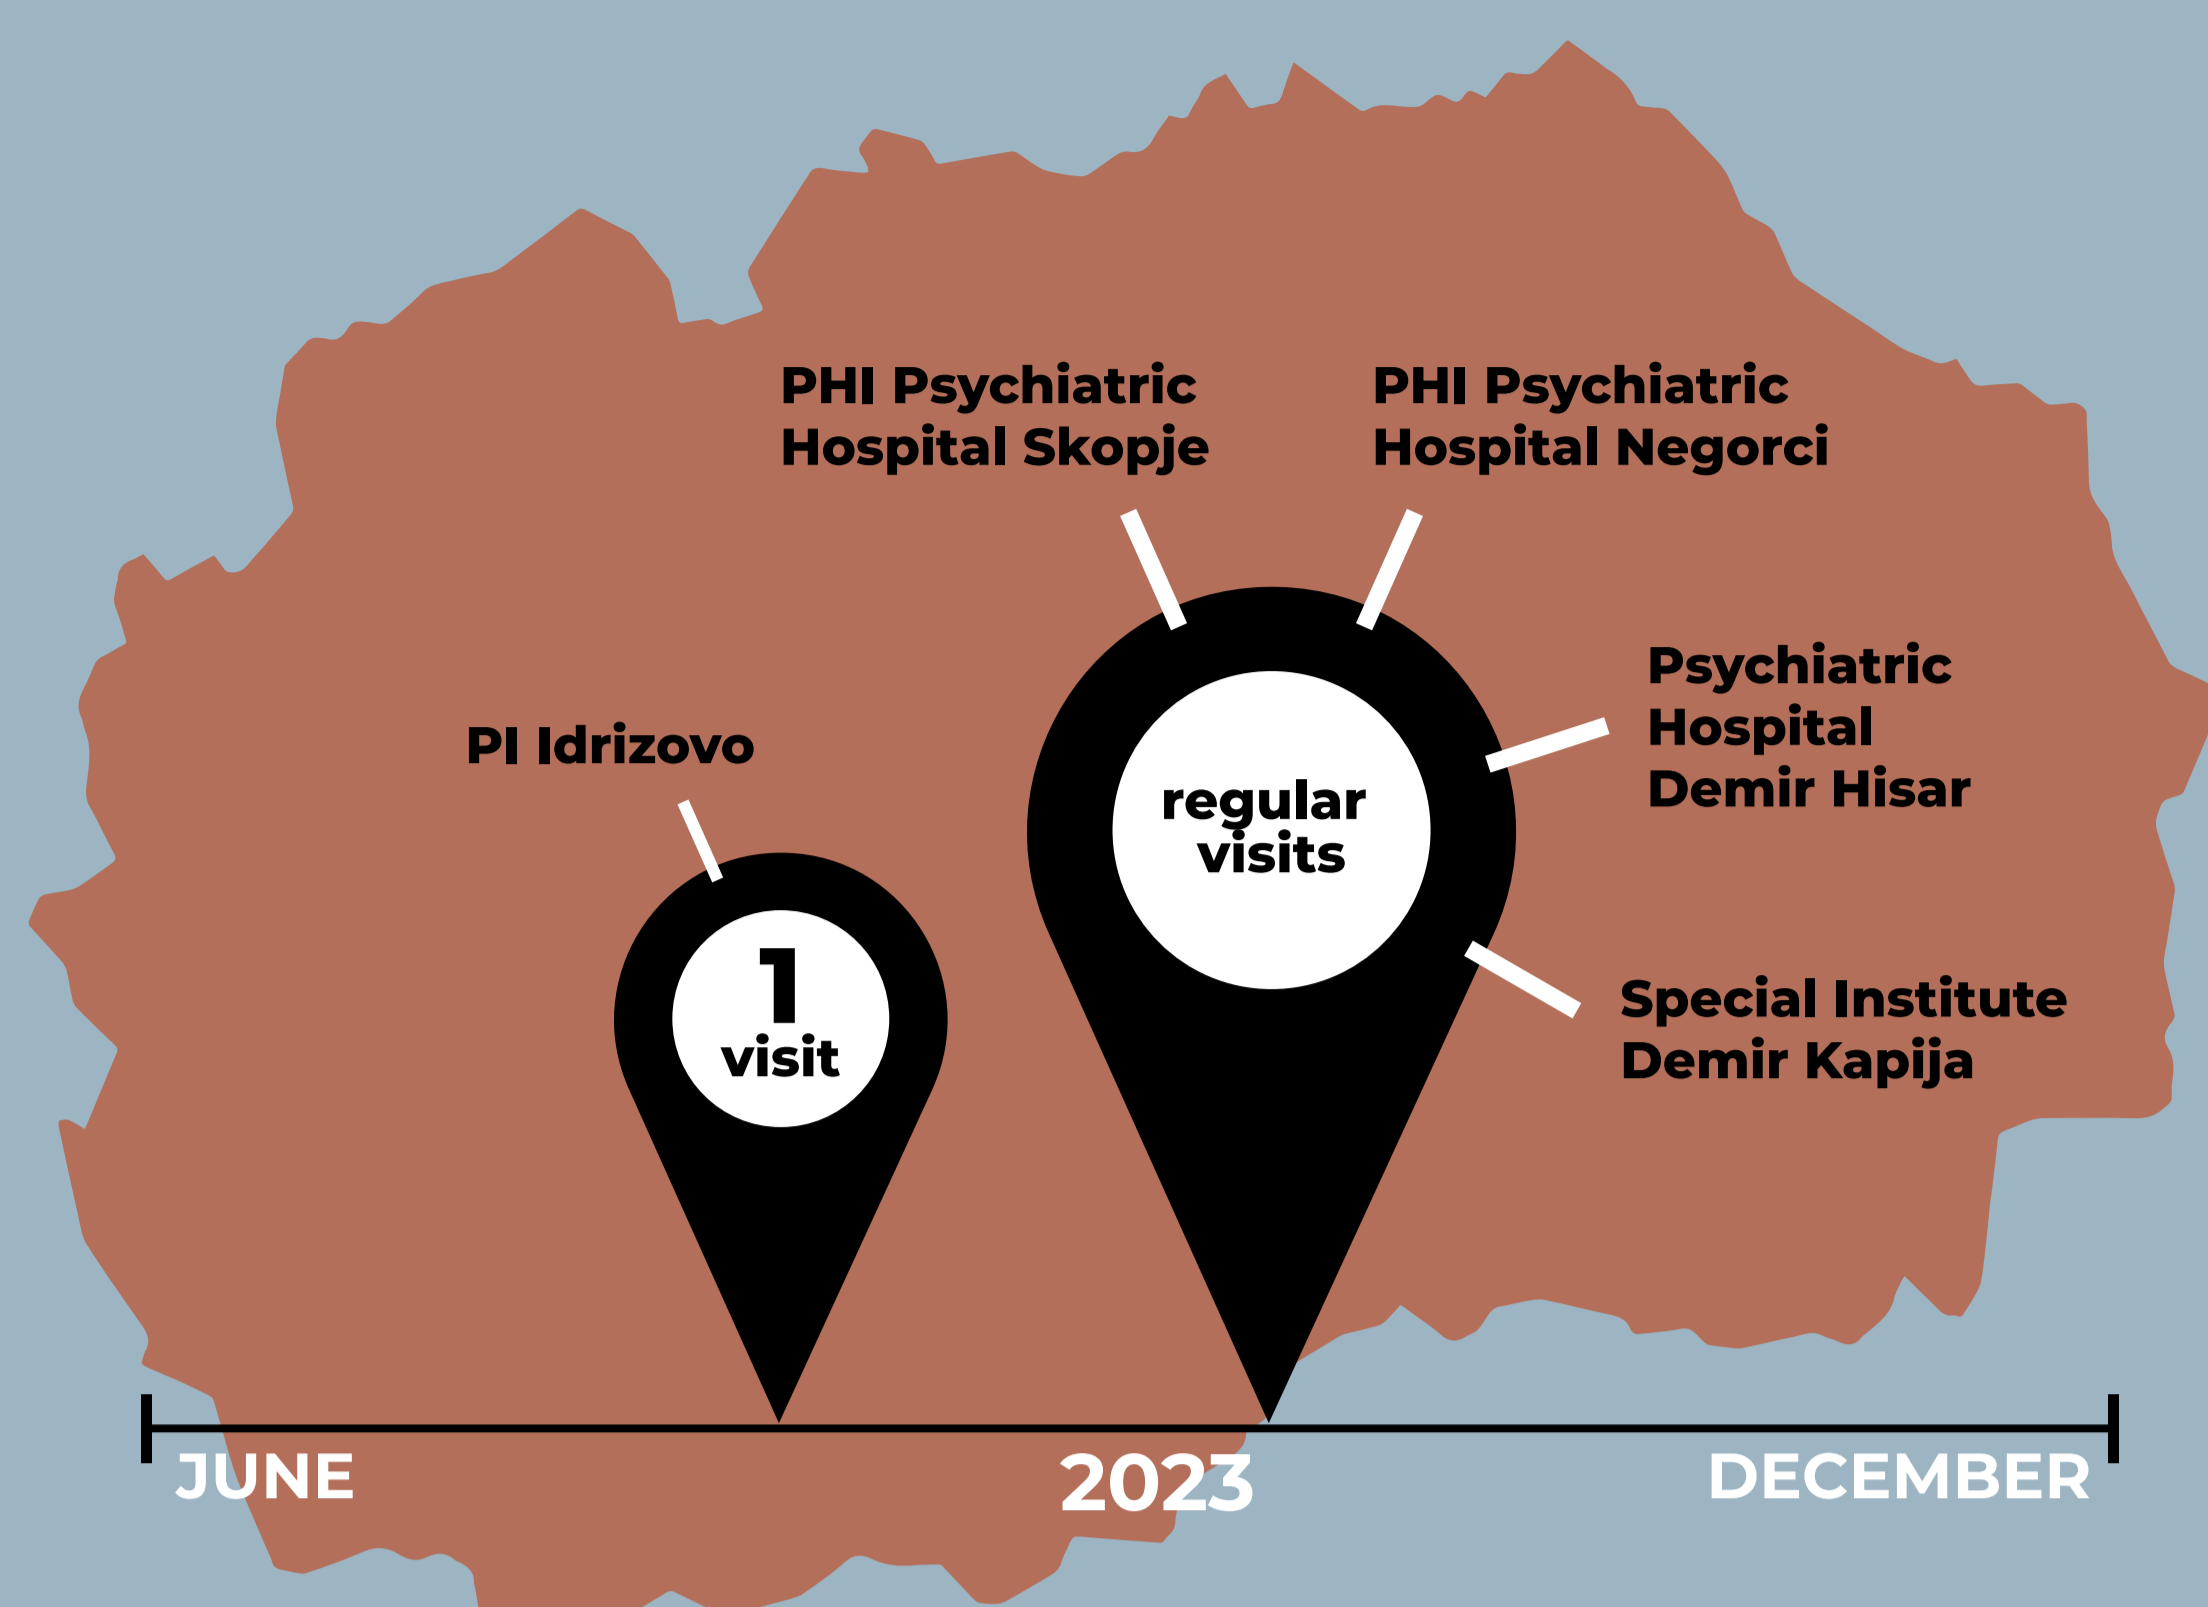 PHI Psychiatric
Hospital Skopje
PHI Psychiatric
Hospital Negorci
Psychiatric
Hospital
Demir Hisar
PI Idrizovo
regular
visits
1
visit
Special Institute
Demir Kapija
JUNE
2023
DECEMBER